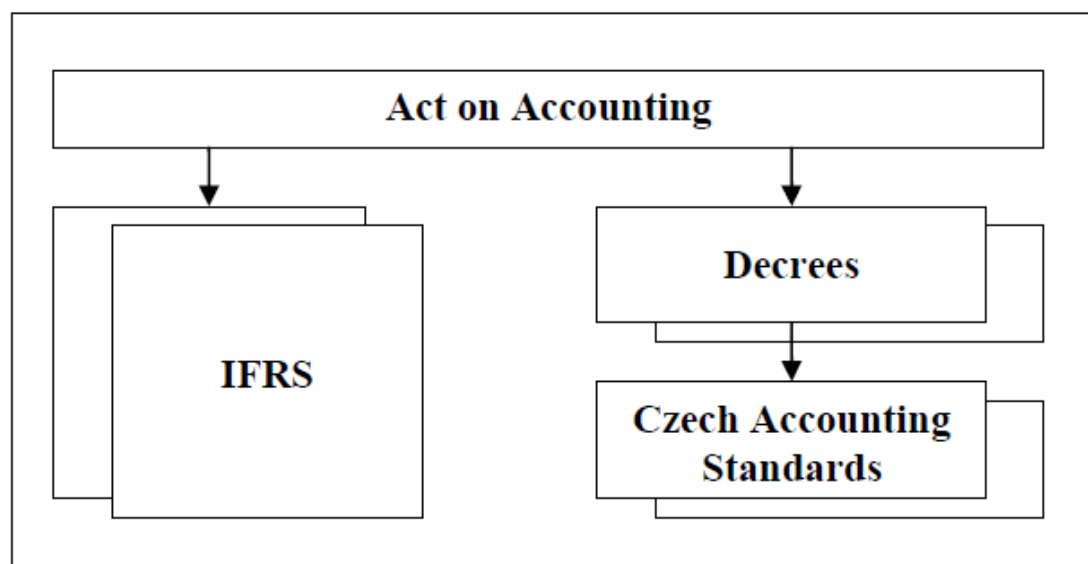 Act on Accounting
Decrees
IFRS
Czech Accounting
Standards